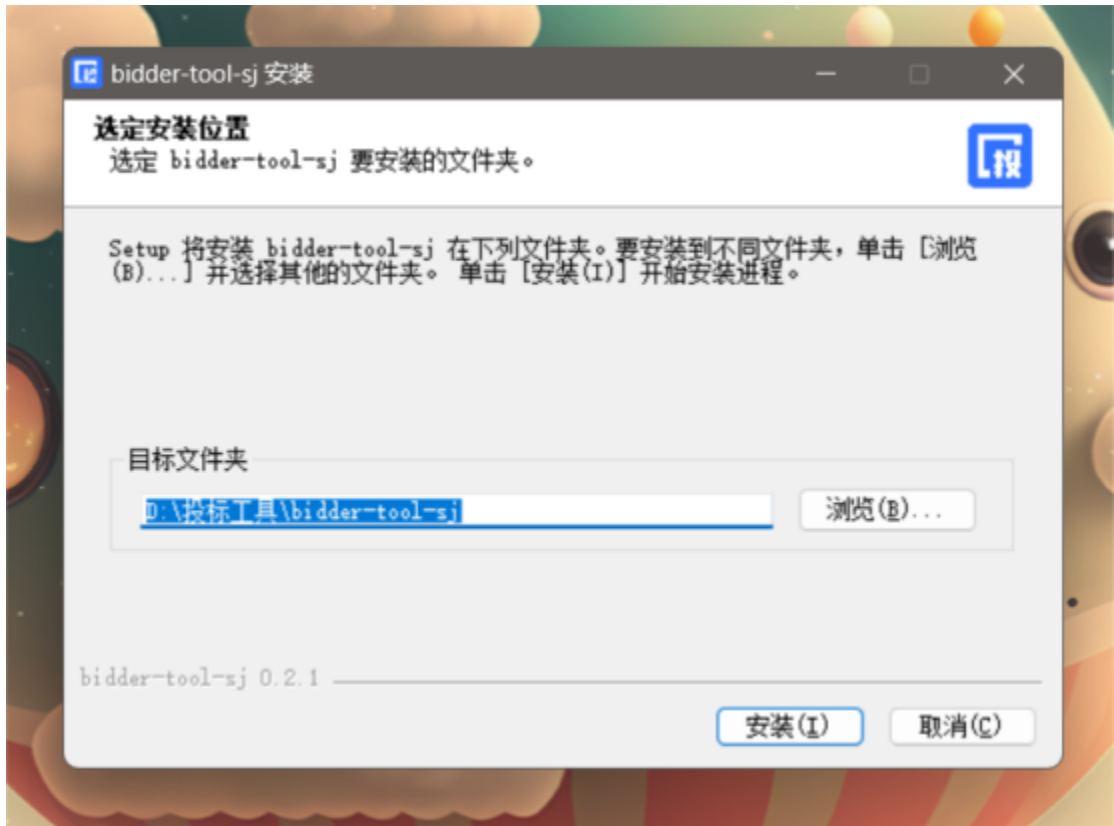 bidder-tool-sj 安装
选定安装位置
选定 bidder-tool-sj 要安装的文件夹。
投
Setup 将安装 bidder-tool-sj 在下列文件夹。要安装到不同文件夹，单击 [浏览
(B)...] 并选择其他的文件夹。 单击 [安装(I)] 开始安装进程。
目标文件夹
D:\投标工具\bidder-tool-sj
浏览(B)...
bidder-tool-sj 0.2.1
安装(I)
取消(C)